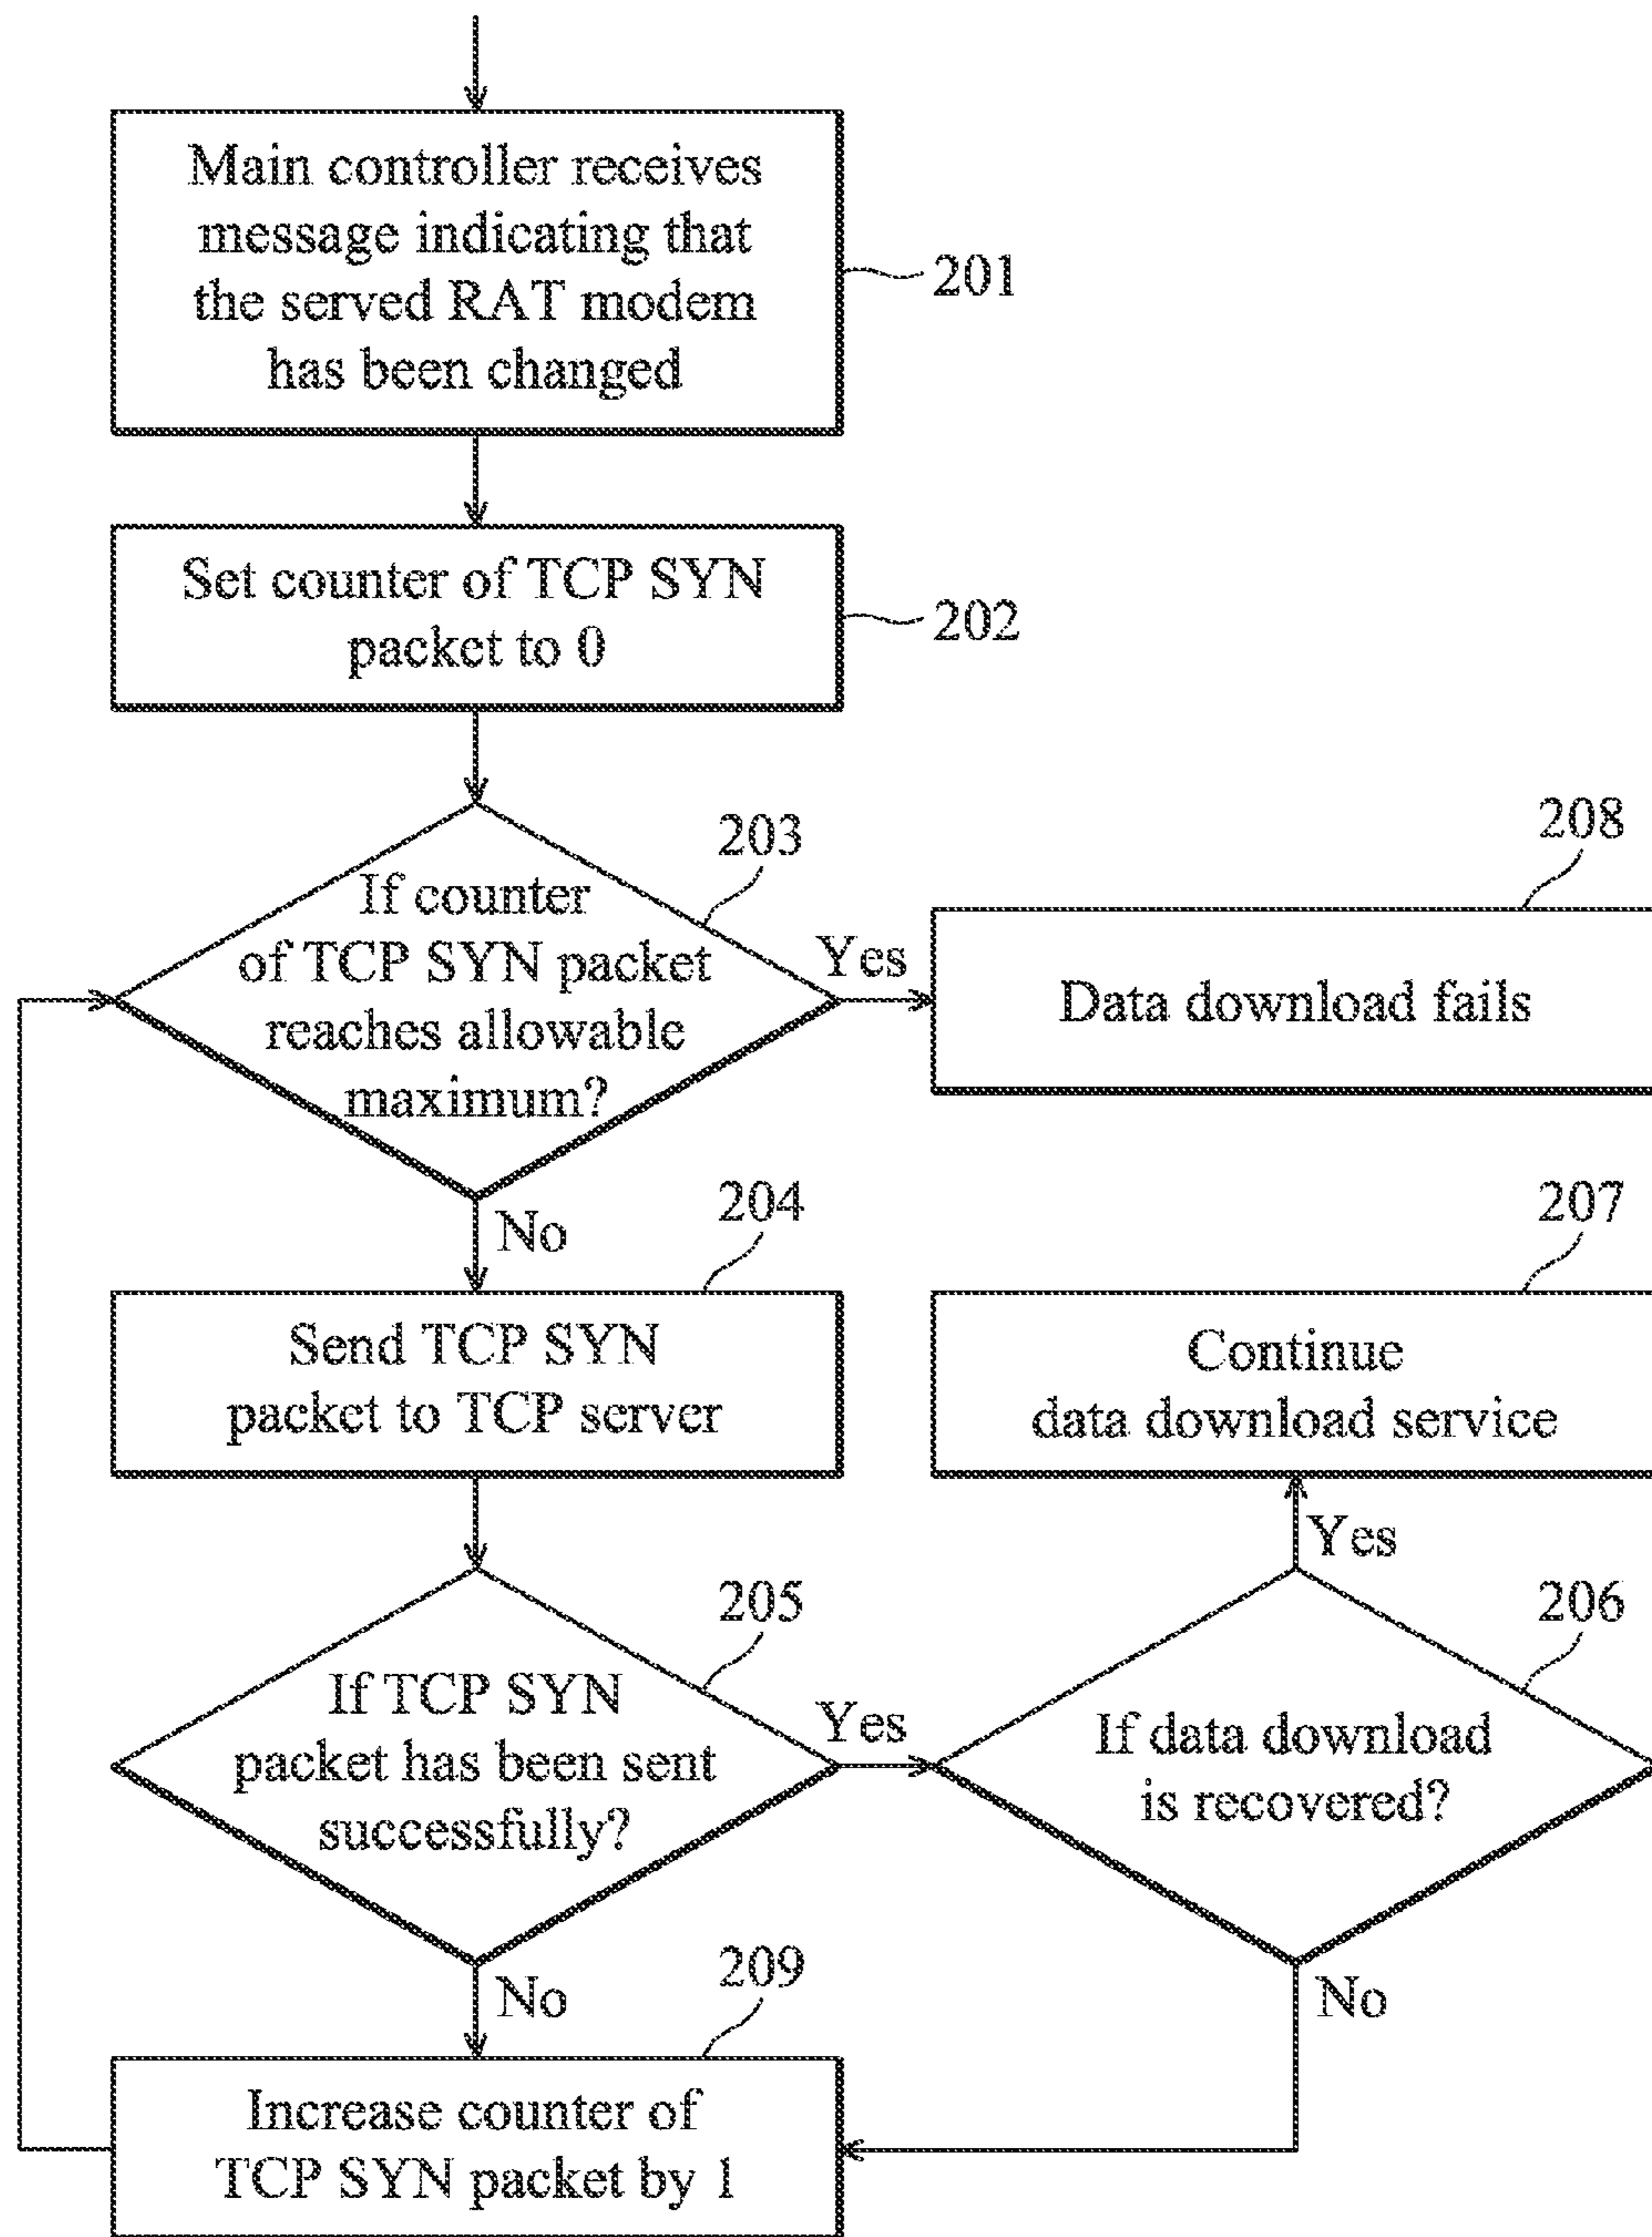 Main controller receives
message indicating that
the served RAT modem
has been changed
201
Set counter of TCP SYN
packet to 0
202
203
If counter
of TCP SYN packet
reaches allowable
maximum?
Yes
208
Data download fails
No
204
Send TCP SYN
packet to TCP server
207
Continue
data download service
Yes
205
If TCP SYN
packet has been sent
successfully?
Yes
206
If data download
is recovered?
No
No
209
Increase counter of
TCP SYN packet by 1